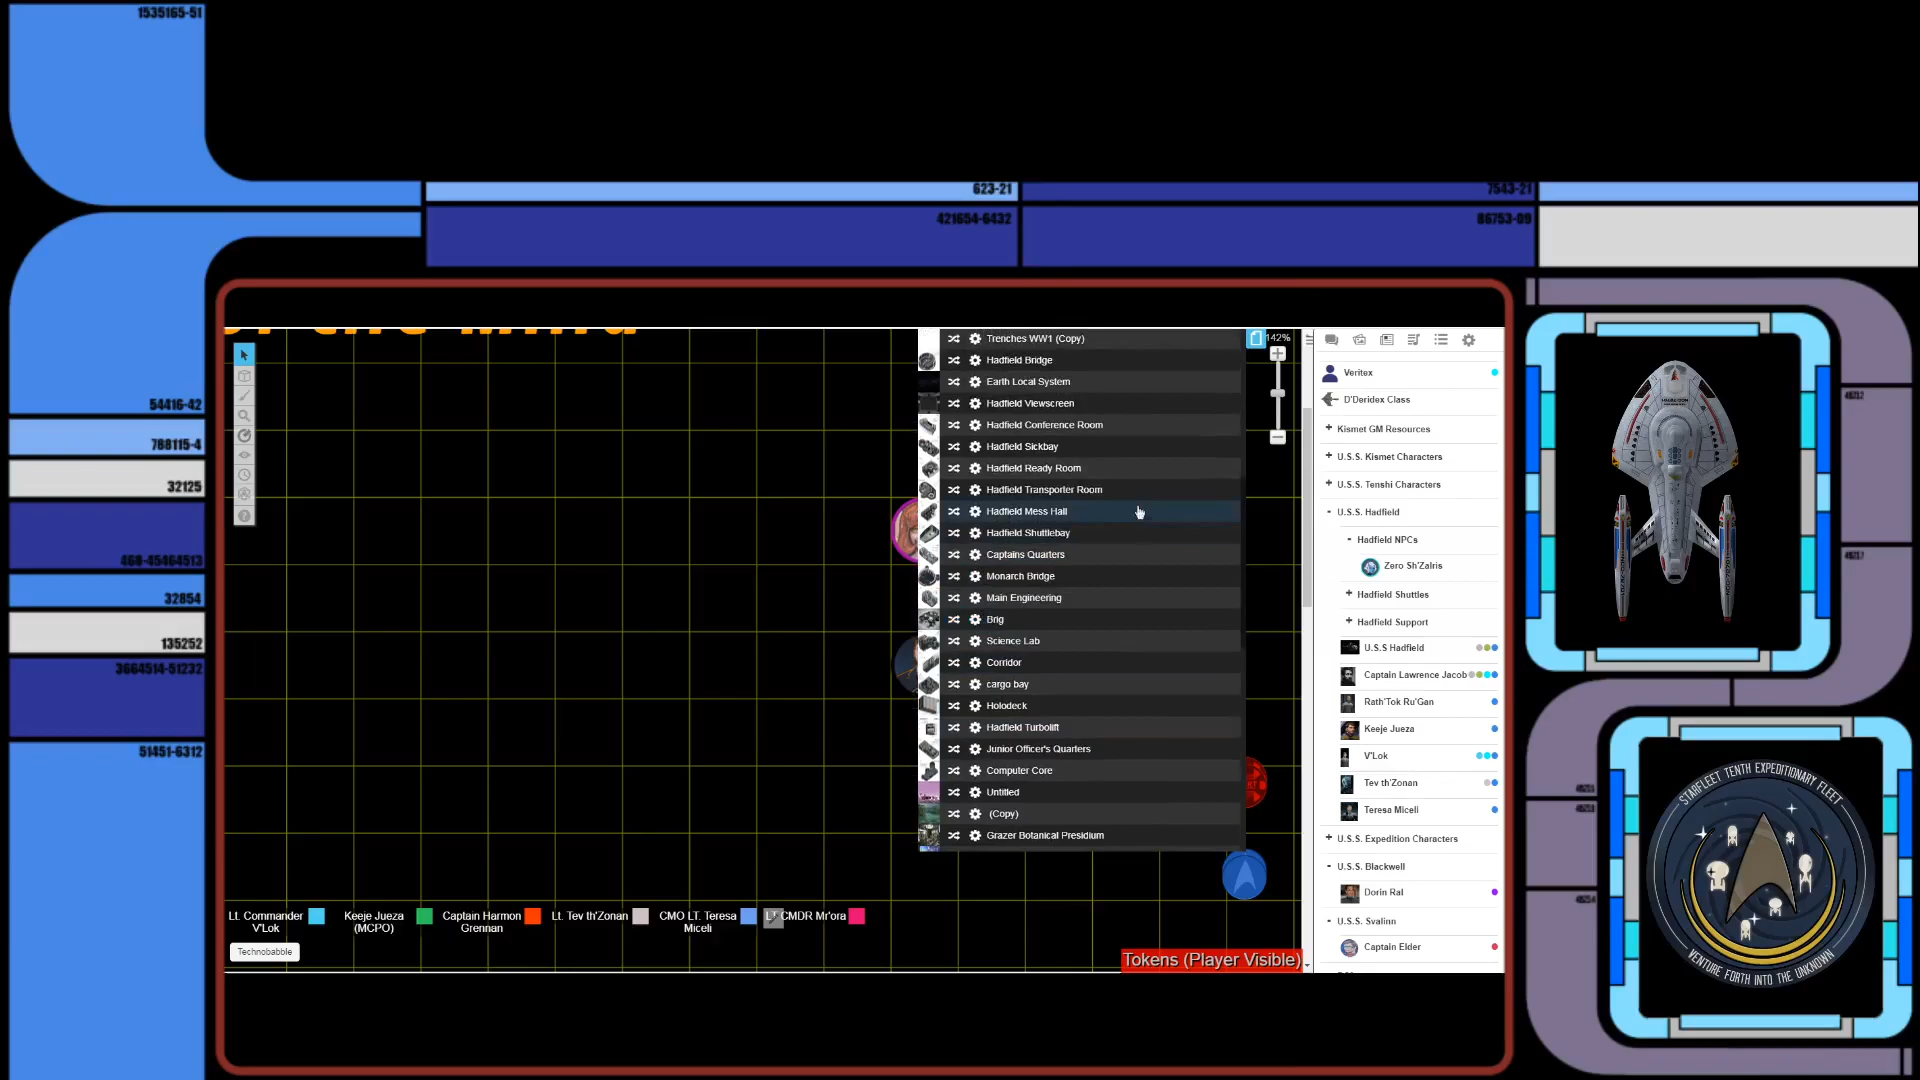 1535165-51
623-21
7543-21
421654-6432
86753-09
54416-42
768115-4
32125
468-45464513
32854
135252
3664514-51232
51451-6312
Trenches WW1 (Copy)
Hadfield Bridge
Earth Local System
Hadfield Viewscreen
Hadfield Conference Room
Hadfield Sickbay
Hadfield Ready Room
Hadfield Transporter Room
Hadfield Mess Hall
Hadfield Shuttlebay
Captains Quarters
Monarch Bridge
Main Engineering
Brig
Science Lab
Corridor
cargo bay
Holodeck
Hadfield Turbolift
Junior Officer's Quarters
Computer Core
Untitled
(Copy)
Grazer Botanical Presidium
142%
Veritex
D'Deridex Class
Kismet GM Resources
U.S.S. Kismet Characters
U.S.S. Tenshi Characters
U.S.S. Hadfield
Hadfield NPCs
Zero Sh'Zalris
Hadfield Shuttles
Hadfield Support
U.S.S Hadfield
Captain Lawrence Jacob
Rath'Tok Ru'Gan
Keeje Jueza
V'Lok
Tev th'Zonan
Teresa Miceli
U.S.S. Expedition Characters
U.S.S. Blackwell
Dorin Ral
U.S.S. Svalinn
Captain Elder
Lt. Commander
V'Lok
Keeje Jueza
(MCPO)
Captain Harmon
Grennan
Lt. Tev th'Zonan
CMO LT. Teresa
Miceli
LT CMDR Mr'ora
Technobabble
Tokens (Player Visible)
STARFLEET TENTH EXPEDITIONARY FLEET
VENTURE FORTH INTO THE UNKNOWN